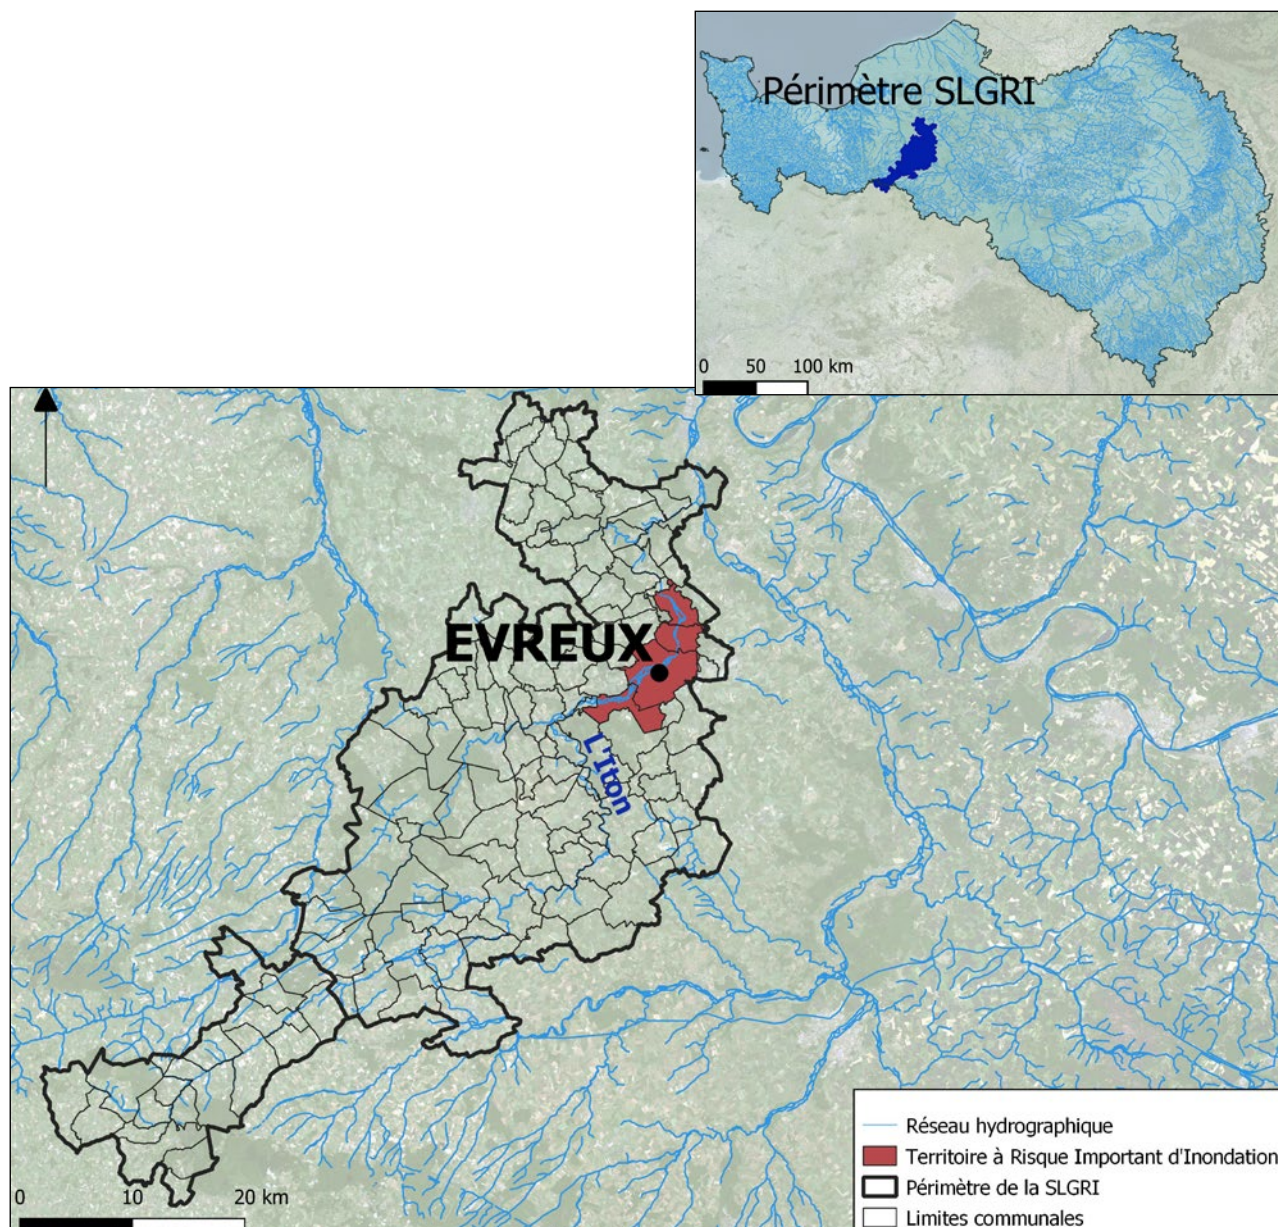 Périmètre SLGRI
0 50 100 km
EVREUX
L'Iton
Réseau hydrographique
Territoire à Risque Important d'Inondation
Périmètre de la SLGRI
Limites communales
0 10 20 km